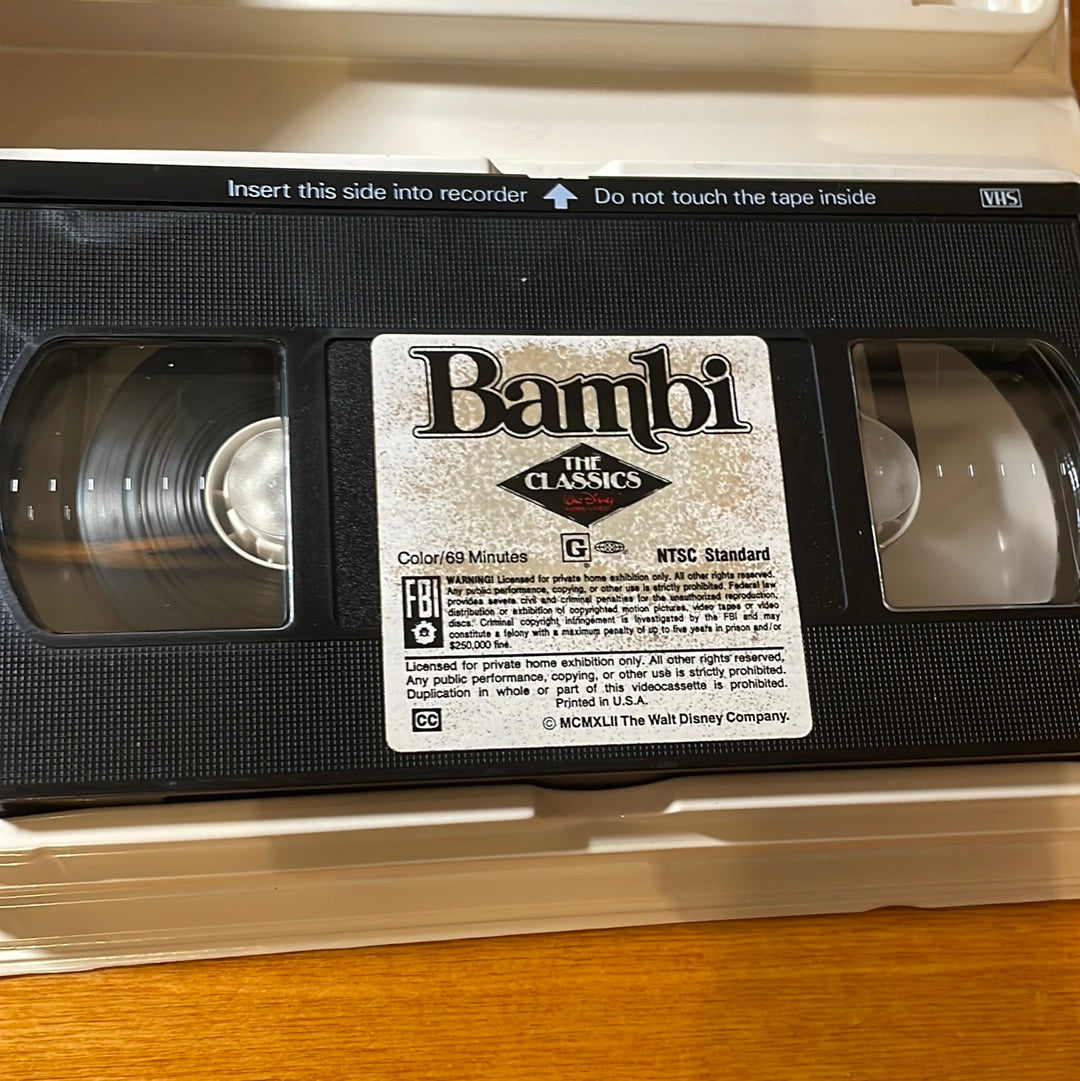 Insert this side into recorder Do not touch the tape inside VHS
Bambi
THE
CLASSICS
Walt Disney
HOME VIDEO
Color/69 Minutes G NTSC Standard
FBI
WARNING! Licensed for private home exhibition only. All other rights reserved.
Any public performance, copying, or other use is strictly prohibited. Federal law
provides severe civil and criminal penalties for the unauthorized reproduction,
distribution or exhibition of copyrighted motion pictures, video tapes or video
discs. Criminal copyright infringement is investigated by the FBI and may
constitute a felony with a maximum penalty of up to five years in prison and/or
$250,000 fine.
Licensed for private home exhibition only. All other rights reserved,
Any public performance, copying, or other use is strictly prohibited.
Duplication in whole or part of this videocassette is prohibited.
Printed in U.S.A.
CC
© MCMXLII The Walt Disney Company.